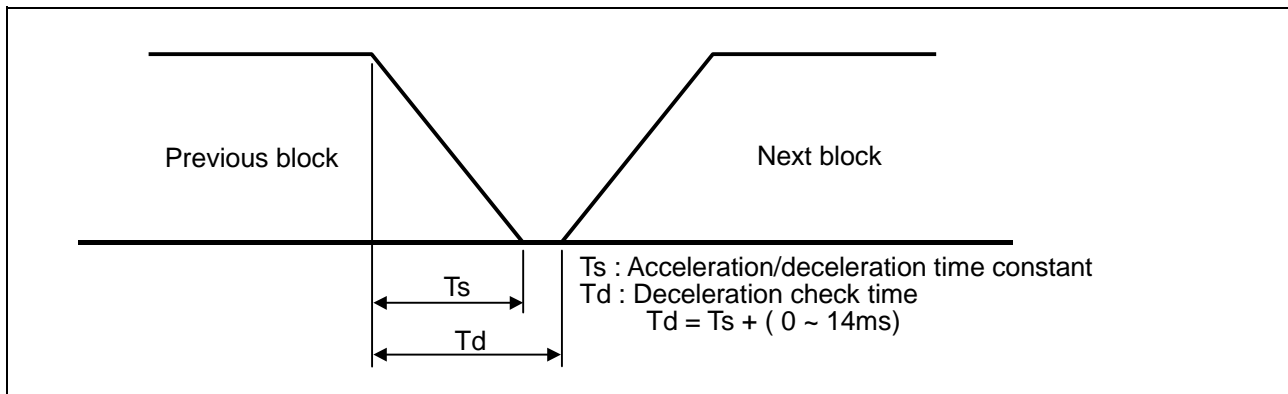 Previous block
Next block
Ts
Td
Ts : Acceleration/deceleration time constant
Td : Deceleration check time
Td = Ts + ( 0 ~ 14ms)